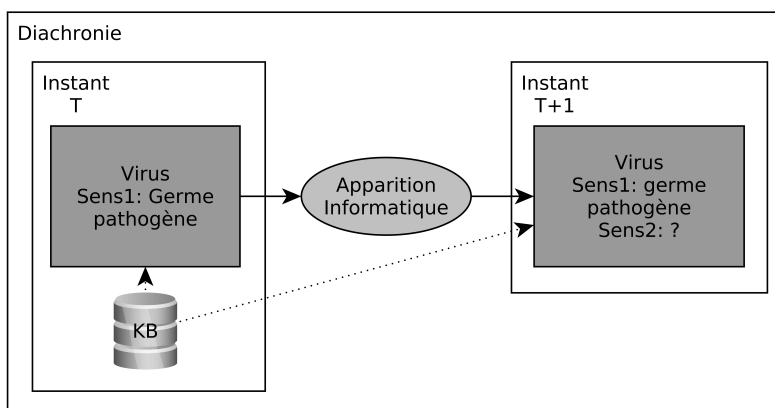 Diachronie
Instant
T
Virus
Sens1: Germe
pathogène
KB
Apparition
Informatique
Instant
T+1
Virus
Sens1: germe
pathogène
Sens2: ?